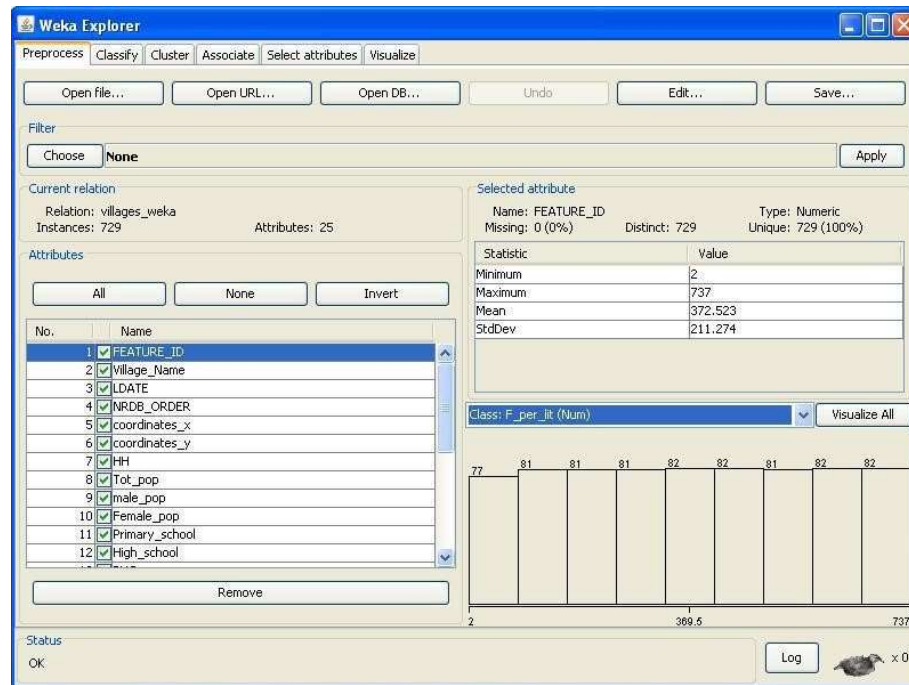 Weka Explorer
Preprocess Classify Cluster Associate Select attributes Visualize
Open file... Open URL... Open DB... Undo Edit... Save...
Filter
Choose None Apply
Current relation
Relation: villages_weka
Instances: 729 Attributes: 25
Attributes
All None Invert
No. Name
1 FEATURE_ID
2 Village_Name
3 LDATE
4 NRDB_ORDER
5 coordinates_x
6 coordinates_y
7 HH
8 Tot_pop
9 male_pop
10 Female_pop
11 Primary_school
12 High_school
Remove
Selected attribute
Name: FEATURE_ID Type: Numeric
Missing: 0 (0%) Distinct: 729 Unique: 729 (100%)
Statistic Value
Minimum 2
Maximum 737
Mean 372.523
StdDev 211.274
Class: F_per_lit (Num) Visualize All
77 81 81 81 82 82 81 82 82
2 369.5 737
Status
OK
Log x 0